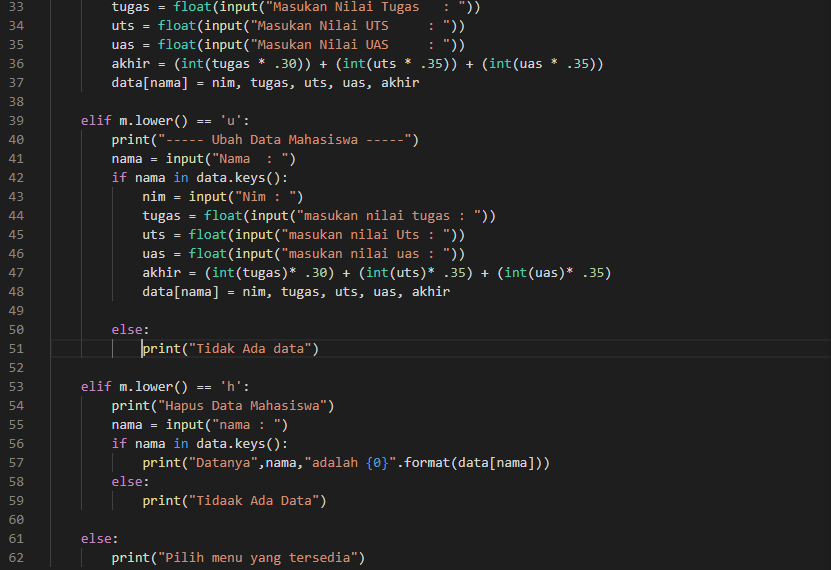 33 tugas = float(input("Masukan Nilai Tugas   : "))
34 uts = float(input("Masukan Nilai UTS     : "))
35 uas = float(input("Masukan Nilai UAS     : "))
36 akhir = (int(tugas * .30)) + (int(uts * .35)) + (int(uas * .35))
37 data[nama] = nim, tugas, uts, uas, akhir
38
39 elif m.lower() == 'u':
40 print("----- Ubah Data Mahasiswa -----")
41 nama = input("Nama  : ")
42 if nama in data.keys():
43 nim = input("Nim : ")
44 tugas = float(input("masukan nilai tugas : "))
45 uts = float(input("masukan nilai Uts : "))
46 uas = float(input("masukan nilai uas : "))
47 akhir = (int(tugas)* .30) + (int(uts)* .35) + (int(uas)* .35)
48 data[nama] = nim, tugas, uts, uas, akhir
49
50 else:
51 print("Tidak Ada data")
52
53 elif m.lower() == 'h':
54 print("Hapus Data Mahasiswa")
55 nama = input("nama : ")
56 if nama in data.keys():
57 print("Datanya",nama,"adalah {0}".format(data[nama]))
58 else:
59 print("Tidaak Ada Data")
60
61 else:
62 print("Pilih menu yang tersedia")